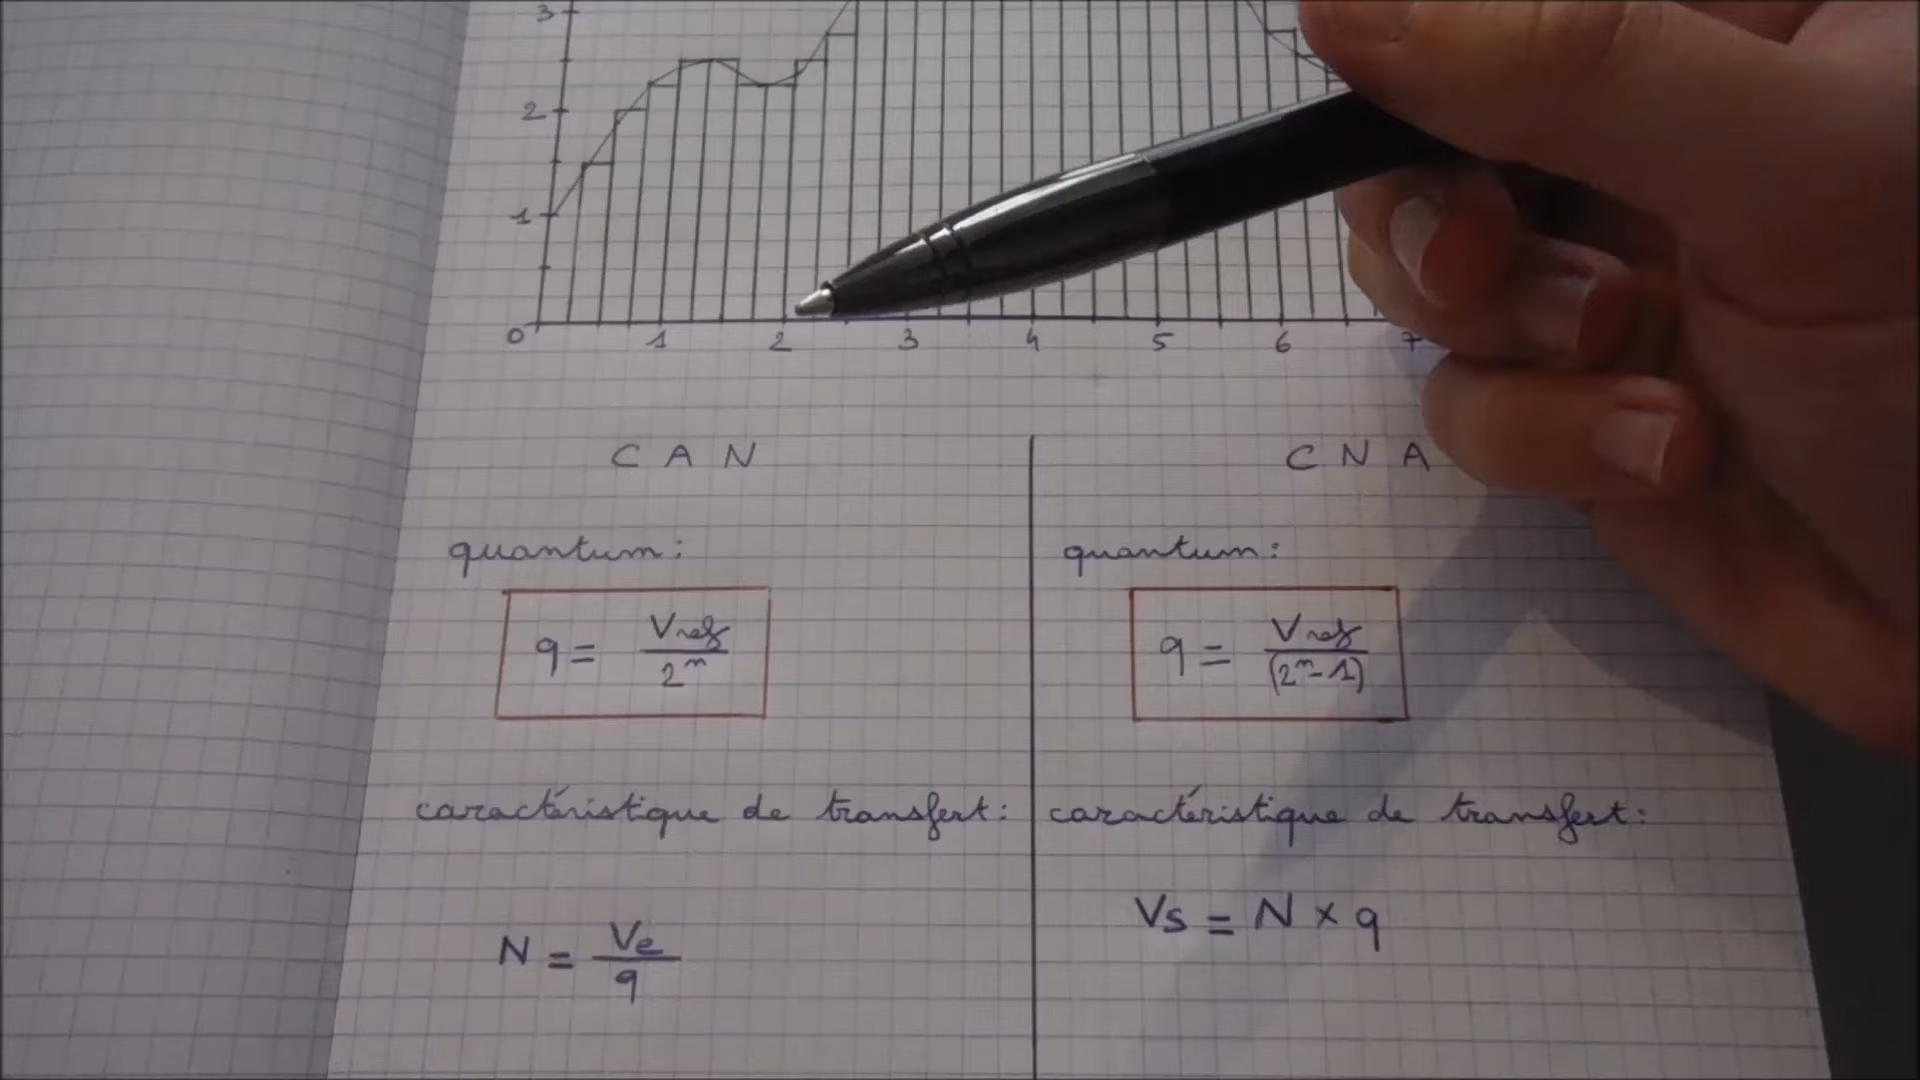 3
2
1
0 1 2 3 4 5 6 7
CAN
quantum:
q = Vref / 2^n
caractéristique de transfert:
N = Ve / q
CNA
quantum:
q = Vref / (2^n - 1)
caractéristique de transfert:
Vs = N × q